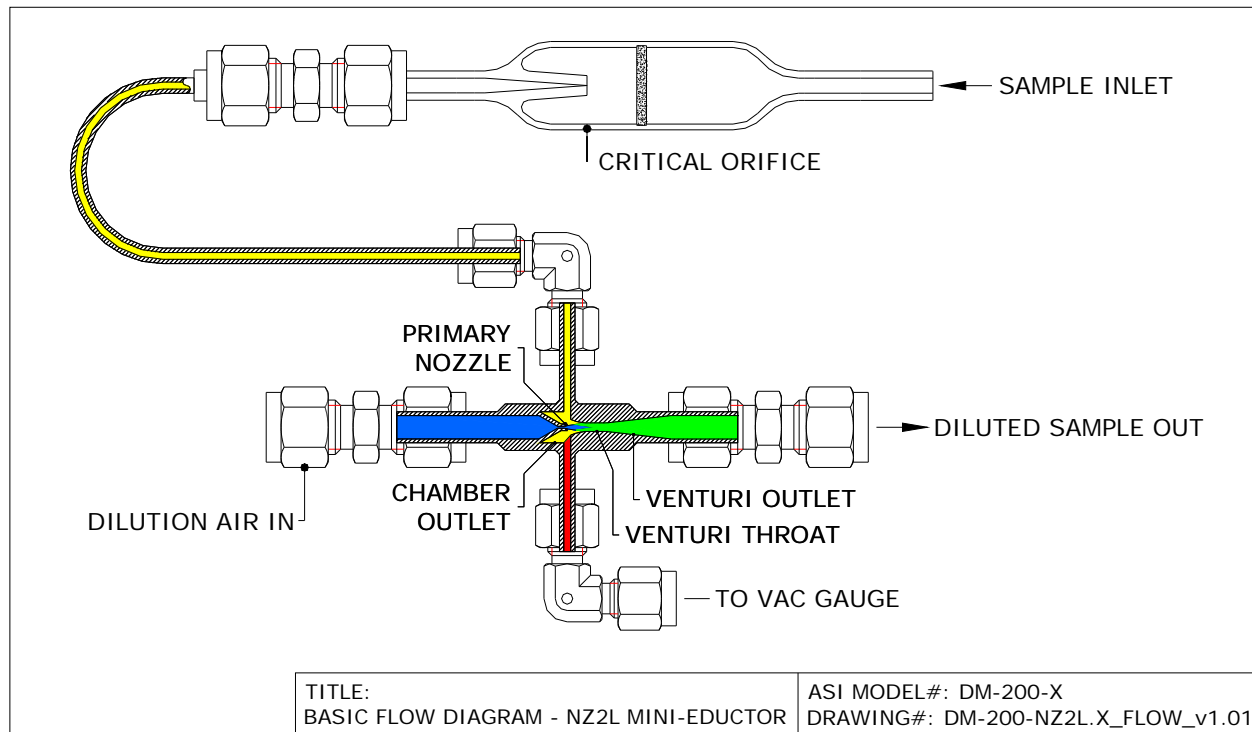 SAMPLE INLET
CRITICAL ORIFICE
PRIMARY
NOZZLE
DILUTED SAMPLE OUT
CHAMBER
OUTLET
VENTURI OUTLET
DILUTION AIR IN
VENTURI THROAT
TO VAC GAUGE
TITLE:
BASIC FLOW DIAGRAM - NZ2L MINI-EDUCTOR
ASI MODEL#: DM-200-X
DRAWING#: DM-200-NZ2L.X_FLOW_v1.01